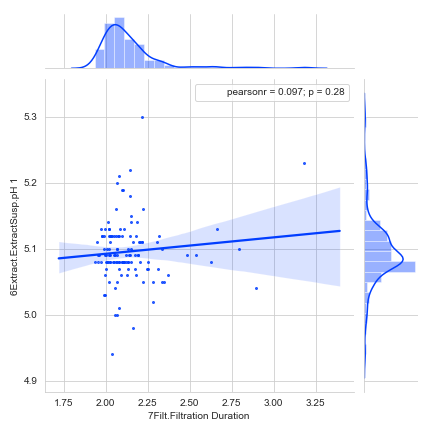 pearsonr = 0.097; p = 0.28
5.3
5.2
5.1
5.0
4.9
6Extract.ExtractSusp.pH 1
1.75 2.00 2.25 2.50 2.75 3.00 3.25
7Filt.Filtration Duration